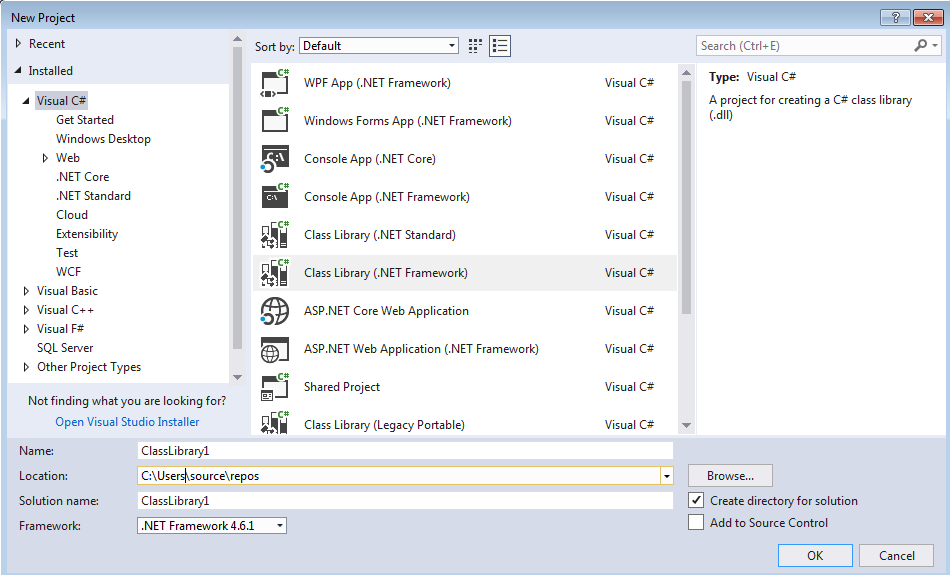 New Project
Recent
Installed
Visual C#
Get Started
Windows Desktop
Web
.NET Core
.NET Standard
Cloud
Extensibility
Test
WCF
Visual Basic
Visual C++
Visual F#
SQL Server
Other Project Types
Not finding what you are looking for?
Open Visual Studio Installer
Sort by: Default
WPF App (.NET Framework) Visual C#
Windows Forms App (.NET Framework) Visual C#
Console App (.NET Core) Visual C#
Console App (.NET Framework) Visual C#
Class Library (.NET Standard) Visual C#
Class Library (.NET Framework) Visual C#
ASP.NET Core Web Application Visual C#
ASP.NET Web Application (.NET Framework) Visual C#
Shared Project Visual C#
Class Library (Legacy Portable) Visual C#
Search (Ctrl+E)
Type: Visual C#
A project for creating a C# class library
(.dll)
Name: ClassLibrary1
Location: C:\Users\source\repos
Browse...
Solution name: ClassLibrary1
Create directory for solution
Framework: .NET Framework 4.6.1
Add to Source Control
OK Cancel